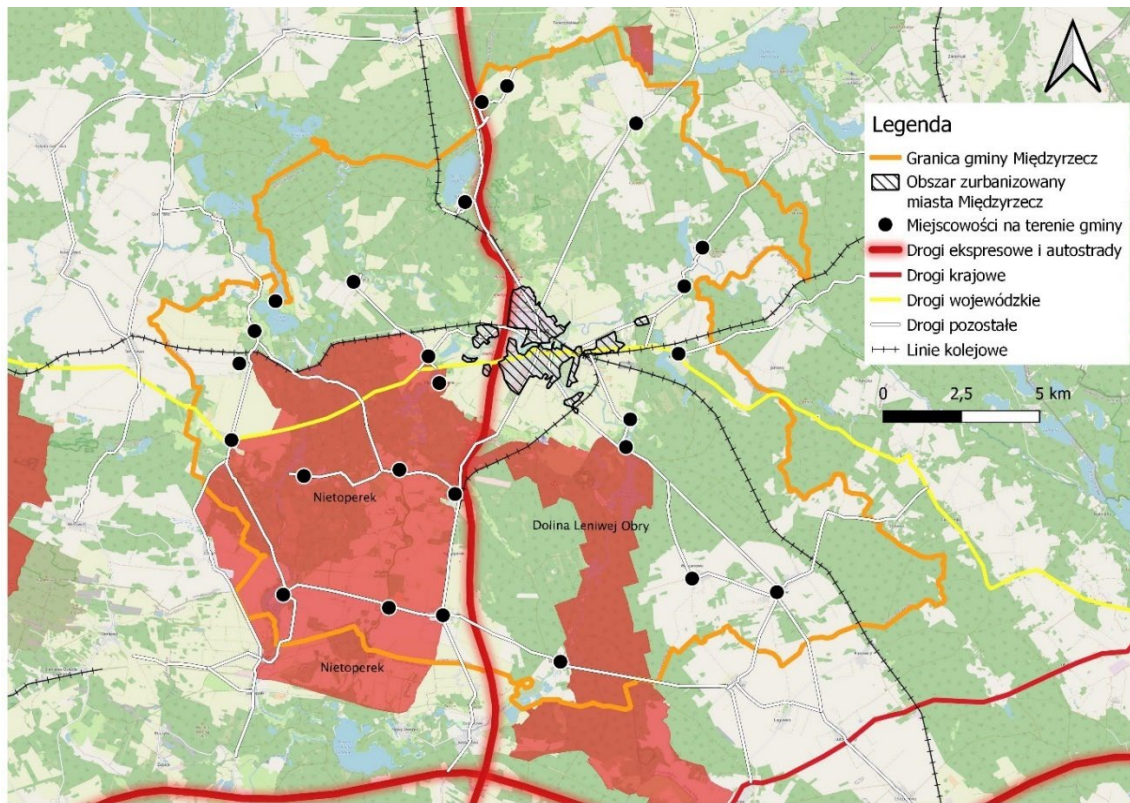 Legenda
Granica gminy Międzyrzecz
Obszar zurbanizowany
miasta Międzyrzecz
Miejscowości na terenie gminy
Drogi ekspresowe i autostrady
Drogi krajowe
Drogi wojewódzkie
Drogi pozostałe
Linie kolejowe
0 2,5 5 km
Nietoperek
Dolina Leniwej Obry
Nietoperek